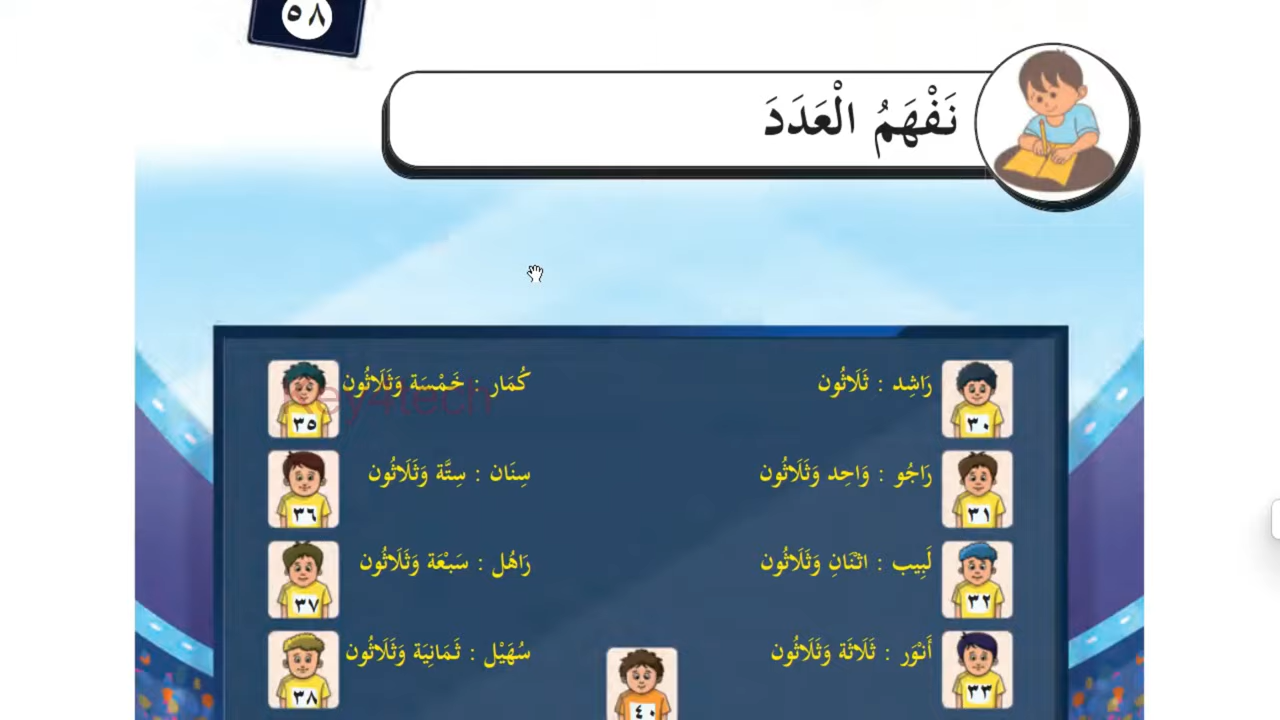 ٥٨
نَفْهَمُ الْعَدَدَ
رَاشِد : ثَلَاثُون
٣٠
كُمَار : خَمْسَة وَثَلَاثُون
٣٥
Key4tech
رَاجُو : وَاحِد وَثَلَاثُون
٣١
سِنَان : سِتَّة وَثَلَاثُون
٣٦
لَبِيب : اثْنَانِ وَثَلَاثُون
٣٢
رَاهُل : سَبْعَة وَثَلَاثُون
٣٧
أَنْوَر : ثَلَاثَة وَثَلَاثُون
٣٣
سُهَيْل : ثَمَانِيَة وَثَلَاثُون
٣٨
٤٠